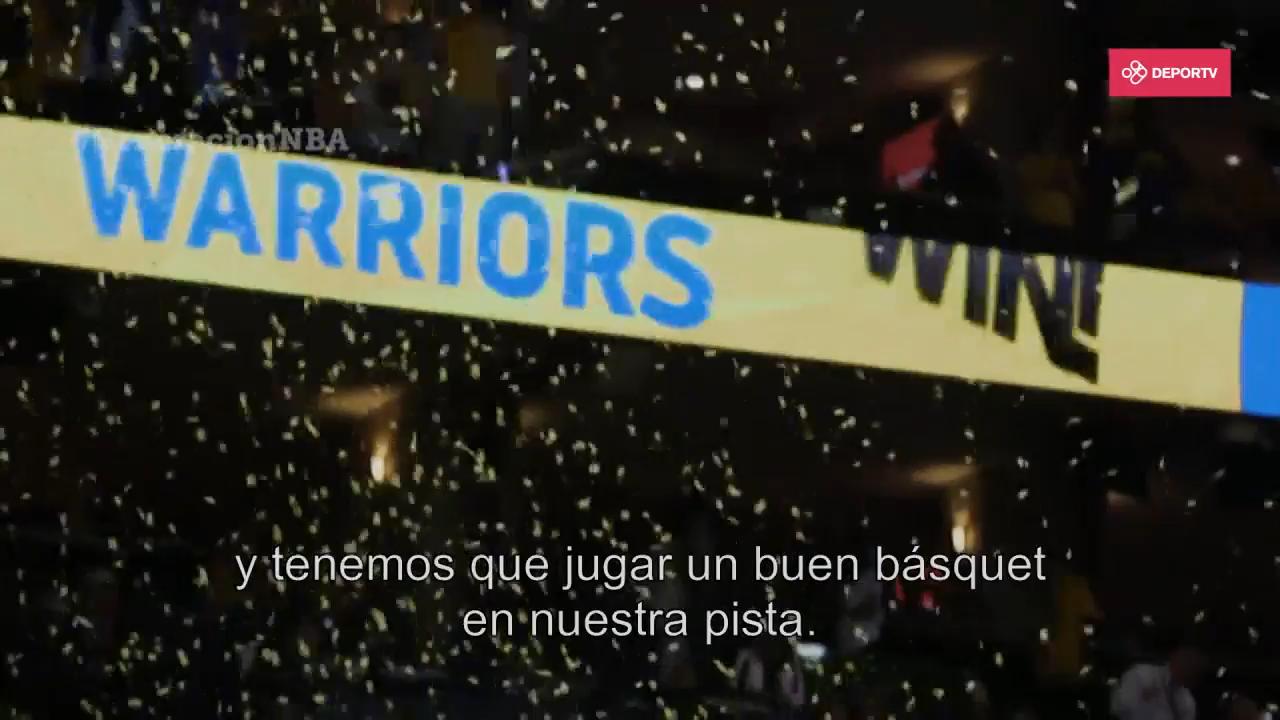 DEPORTV
WARRIORS WIN!
y tenemos que jugar un buen básquet
en nuestra pista.